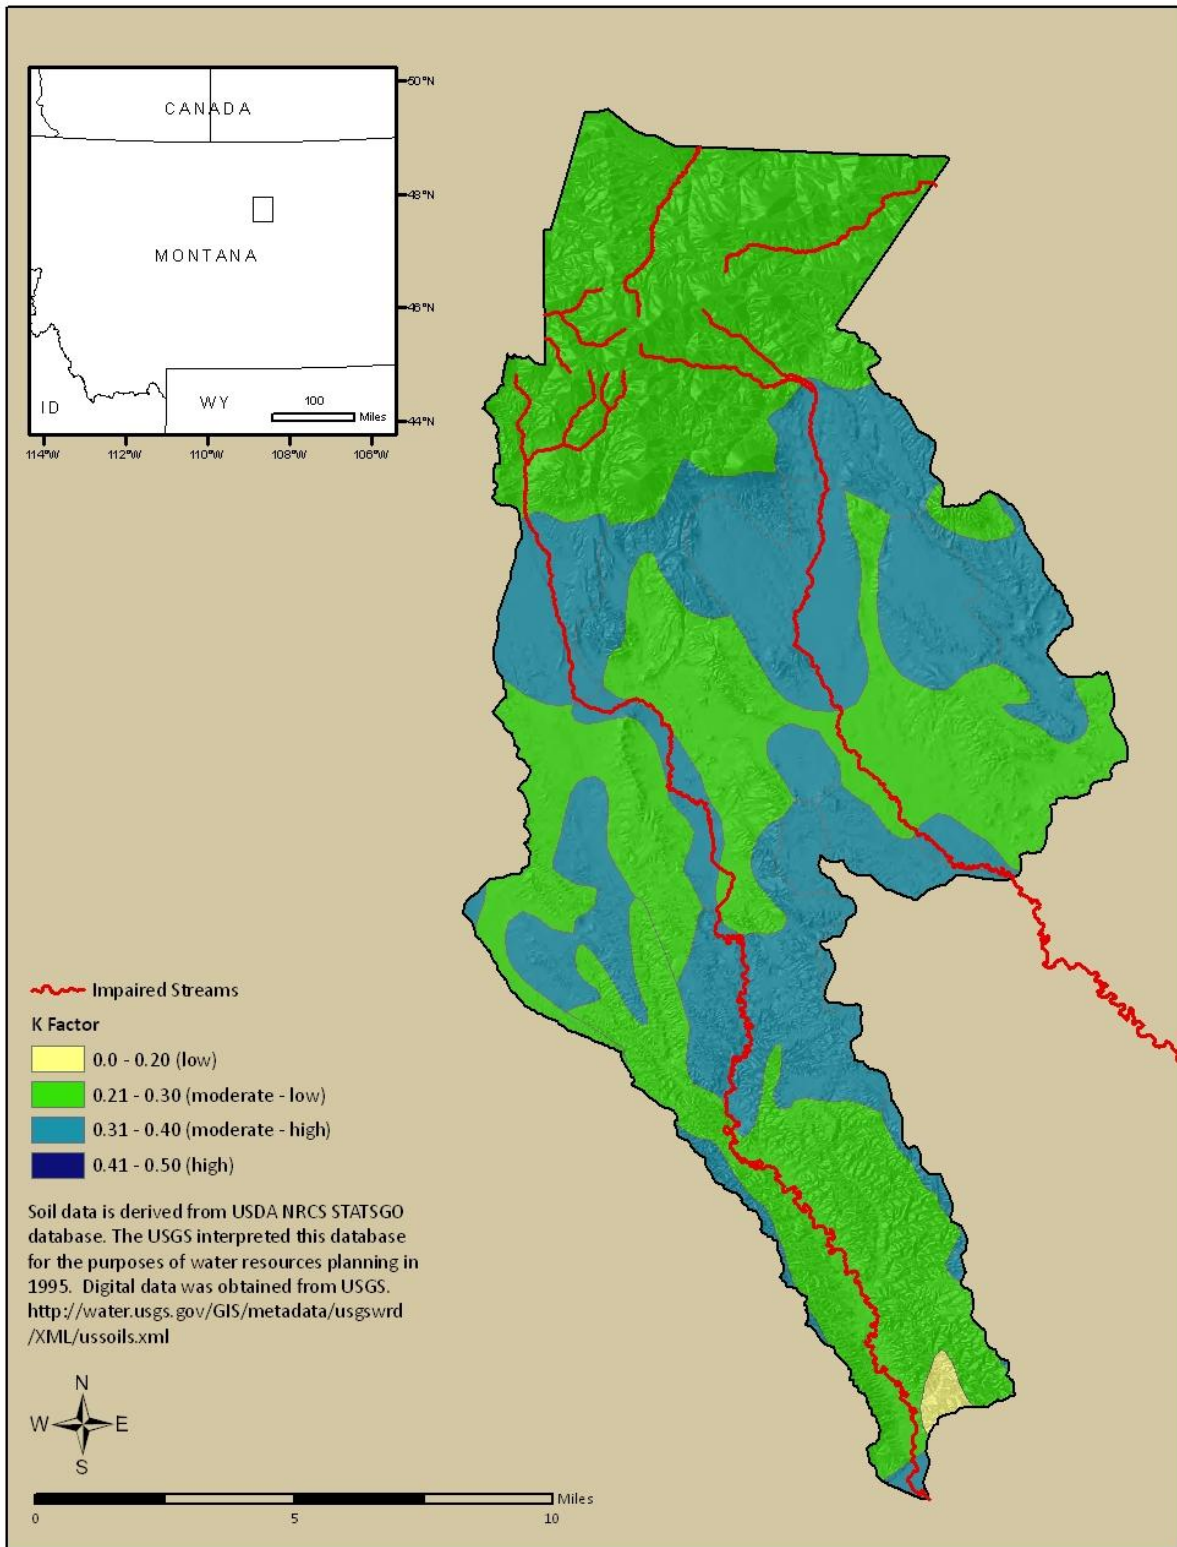 CANADA
MONTANA
ID
WY
100
Miles
50°N
48°N
46°N
44°N
114°W 112°W 110°W 108°W 106°W
Impaired Streams
K Factor
0.0 - 0.20 (low)
0.21 - 0.30 (moderate - low)
0.31 - 0.40 (moderate - high)
0.41 - 0.50 (high)
Soil data is derived from USDA NRCS STATSGO
database. The USGS interpreted this database
for the purposes of water resources planning in
1995. Digital data was obtained from USGS.
http://water.usgs.gov/GIS/metadata/usgswrd
/XML/ussoils.xml
N
W E
S
Miles
0 5 10